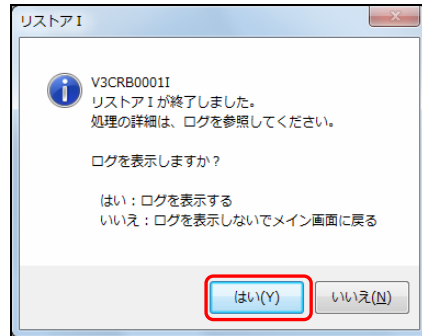 リストアⅠ
V3CRB0001I
リストアⅠが終了しました。
処理の詳細は、ログを参照してください。
ログを表示しますか？
はい：ログを表示する
いいえ：ログを表示しないでメイン画面に戻る
はい(Y)
いいえ(N)